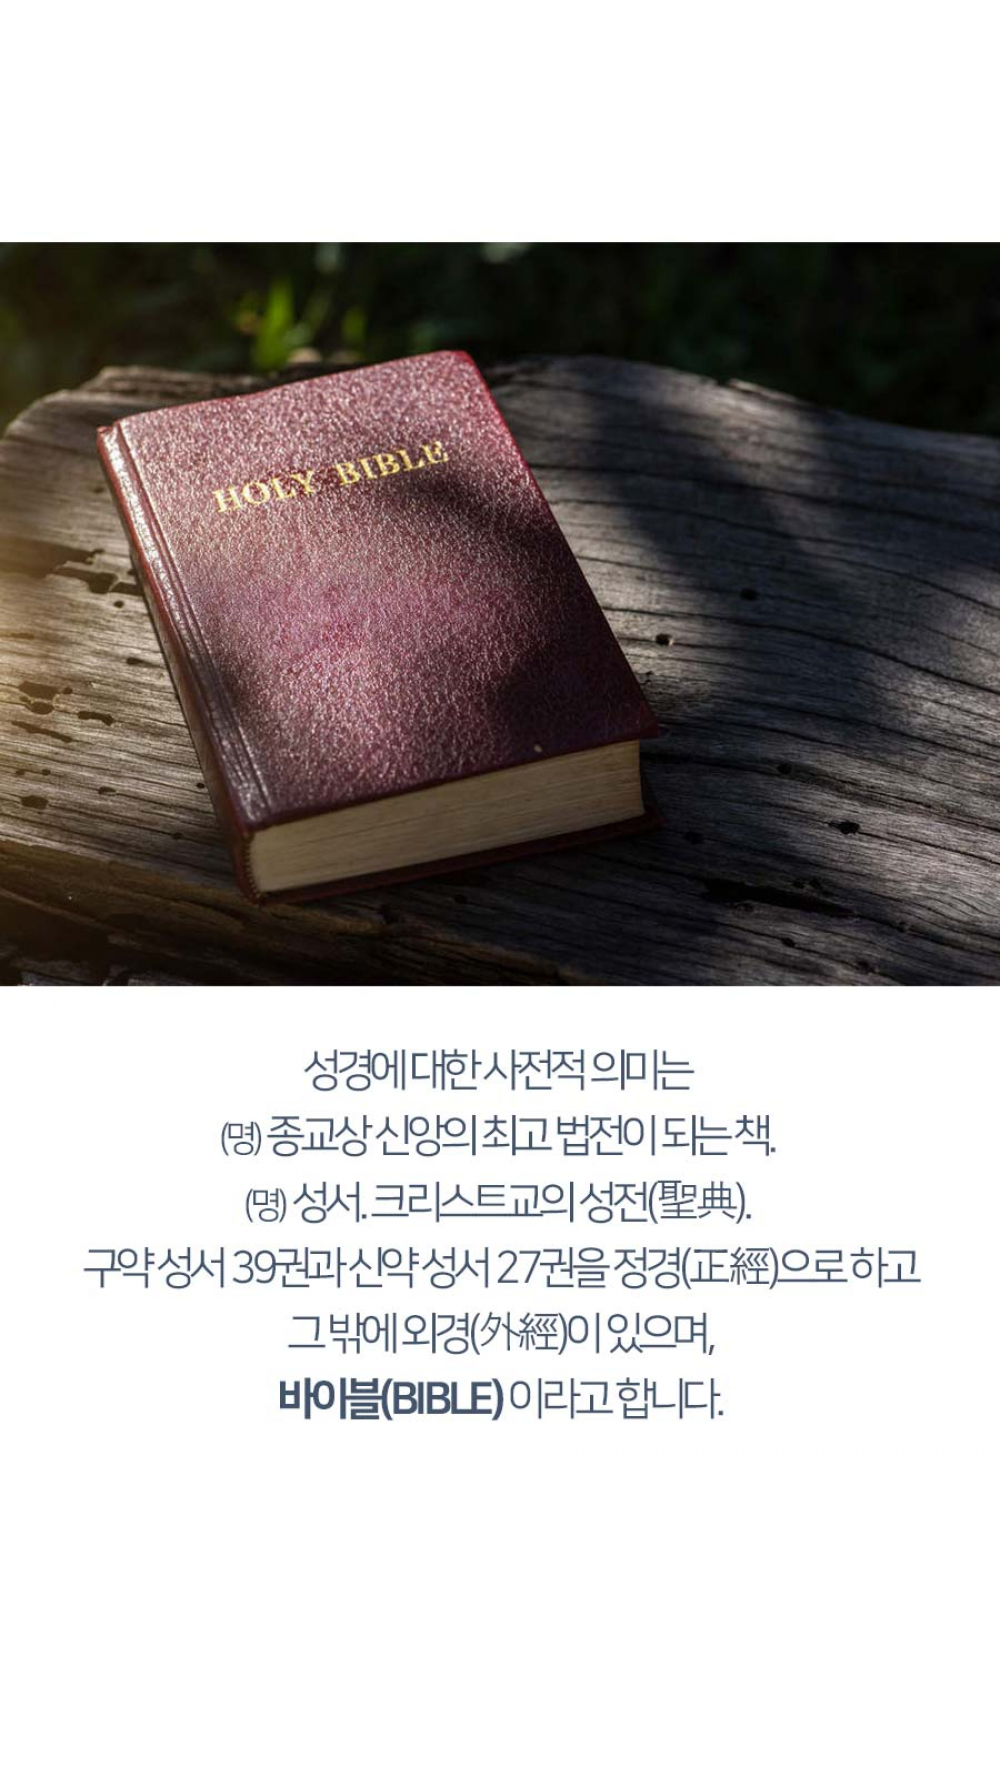 HOLY BIBLE
성경에 대한 사전적 의미는
(명) 종교상 신앙의 최고 법전이 되는 책.
(명) 성서. 크리스트교의 성전(聖典).
구약 성서 39권과 신약 성서 27권을 정경(正經)으로 하고
그 밖에 외경(外經)이 있으며,
바이블(BIBLE) 이라고 합니다.